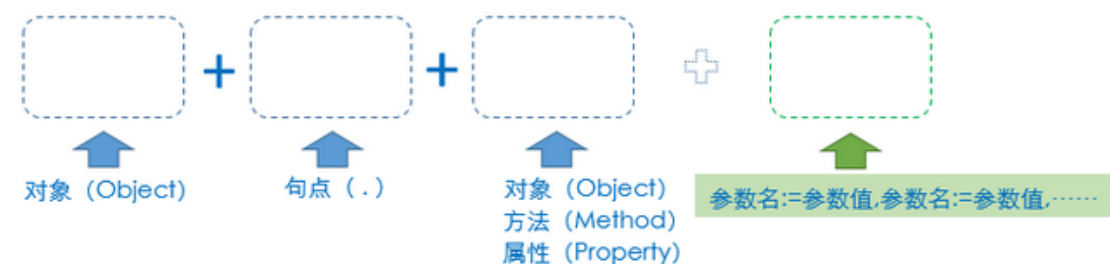 对象（Object）
句点（.）
对象（Object）
方法（Method）
属性（Property）
参数名:=参数值,参数名:=参数值,……